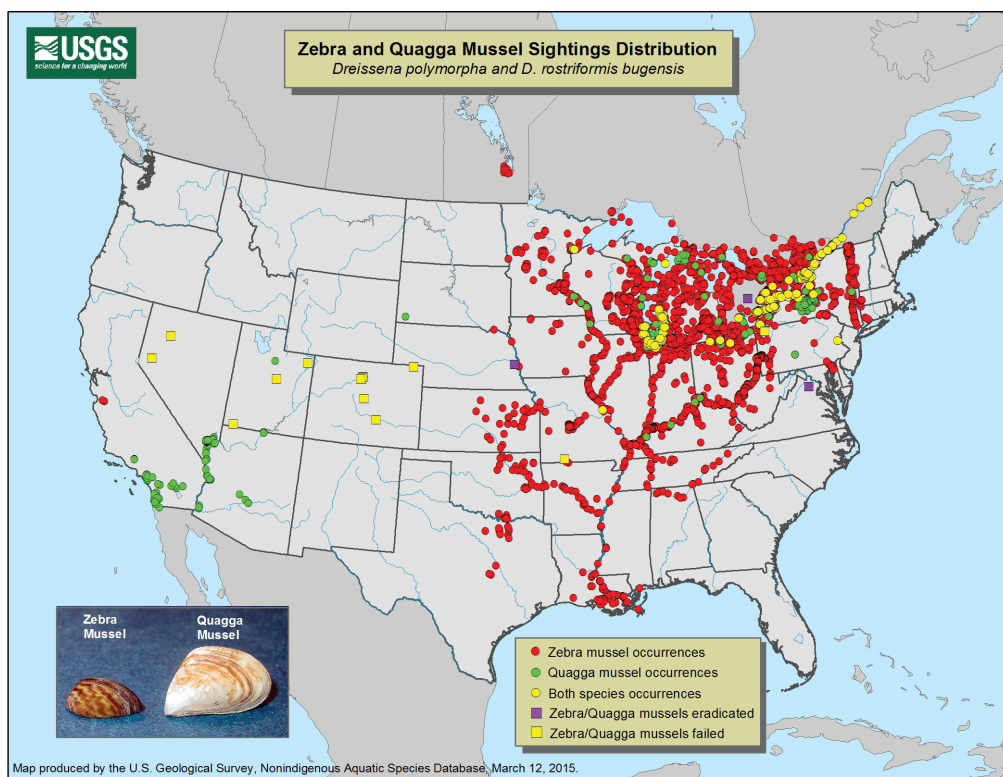 USGS
science for a changing world
Zebra and Quagga Mussel Sightings Distribution
Dreissena polymorpha and D. rostriformis bugensis
Zebra
Mussel
Quagga
Mussel
Zebra mussel occurrences
Quagga mussel occurrences
Both species occurrences
Zebra/Quagga mussels eradicated
Zebra/Quagga mussels failed
Map produced by the U.S. Geological Survey, Nonindigenous Aquatic Species Database, March 12, 2015.